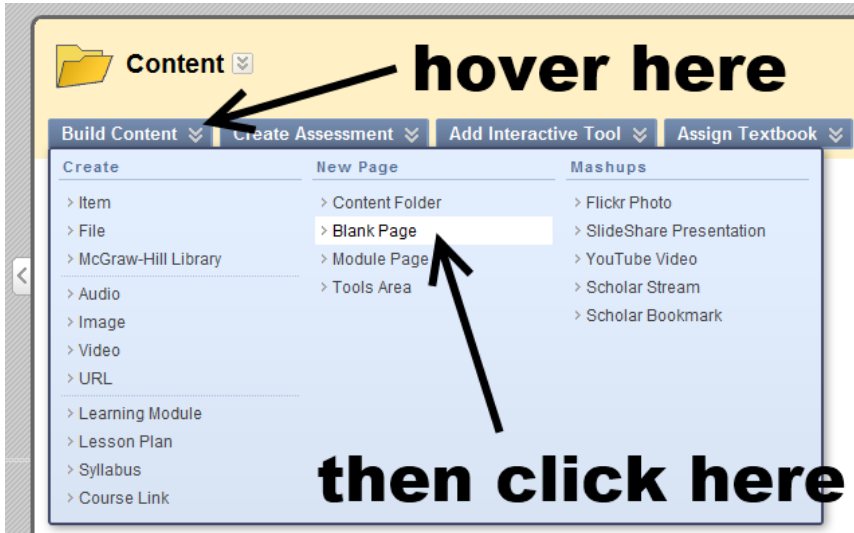 Content
hover here
Build Content
Create Assessment
Add Interactive Tool
Assign Textbook
Create
> Item
> File
> McGraw-Hill Library
> Audio
> Image
> Video
> URL
> Learning Module
> Lesson Plan
> Syllabus
> Course Link
New Page
> Content Folder
> Blank Page
> Module Page
> Tools Area
Mashups
> Flickr Photo
> SlideShare Presentation
> YouTube Video
> Scholar Stream
> Scholar Bookmark
then click here